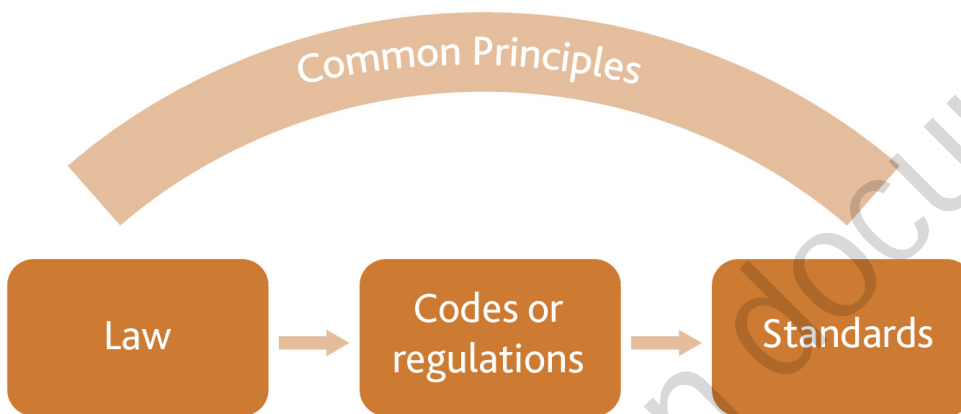 Common Principles
Law
Codes or
regulations
Standards